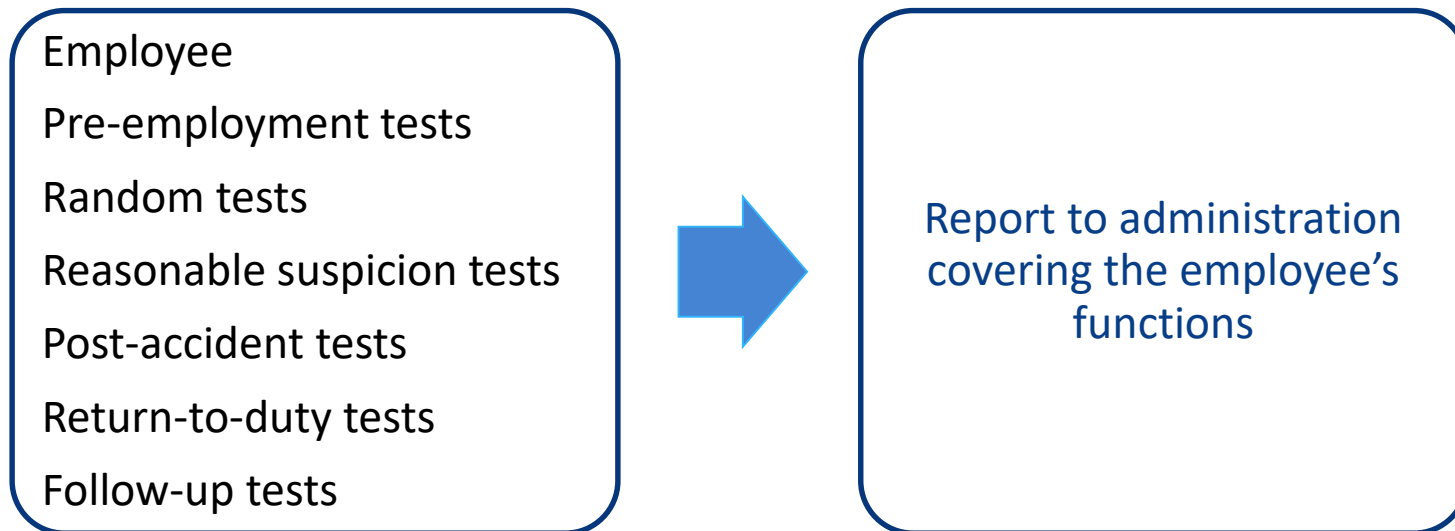 Employee
Pre-employment tests
Random tests
Reasonable suspicion tests
Post-accident tests
Return-to-duty tests
Follow-up tests
Report to administration
covering the employee’s
functions